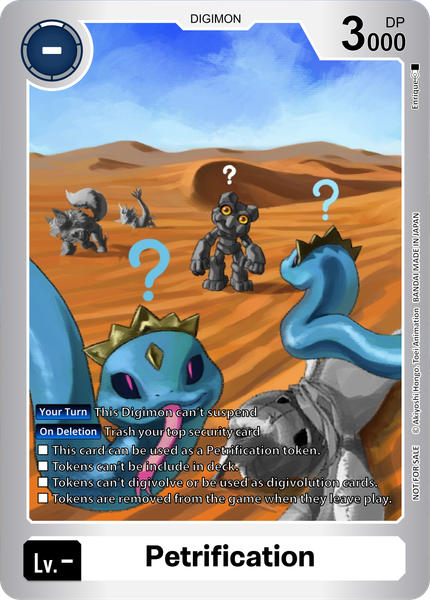 DIGIMON
-
3000
DP
Enrique
?
?
?
Your Turn This Digimon can't suspend
On Deletion Trash your top security card
This card can be used as a Petrification token.
Tokens can't be include in deck.
Tokens can't digivolve or be used as digivolution cards.
Tokens are removed from the game when they leave play.
NOT FOR SALE © Akiyoshi Hongo, Toei Animation BANDAI MADE IN JAPAN
Lv.-
Petrification